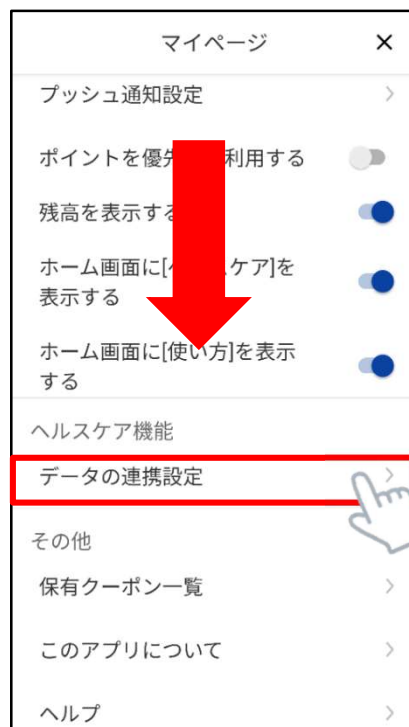 マイページ ×
プッシュ通知設定
ポイントを優先 利用する
残高を表示する
ホーム画面に[ヘ スケア]を
表示する
ホーム画面に[使い方]を表示
する
ヘルスケア機能
データの連携設定
その他
保有クーポン一覧
このアプリについて
ヘルプ